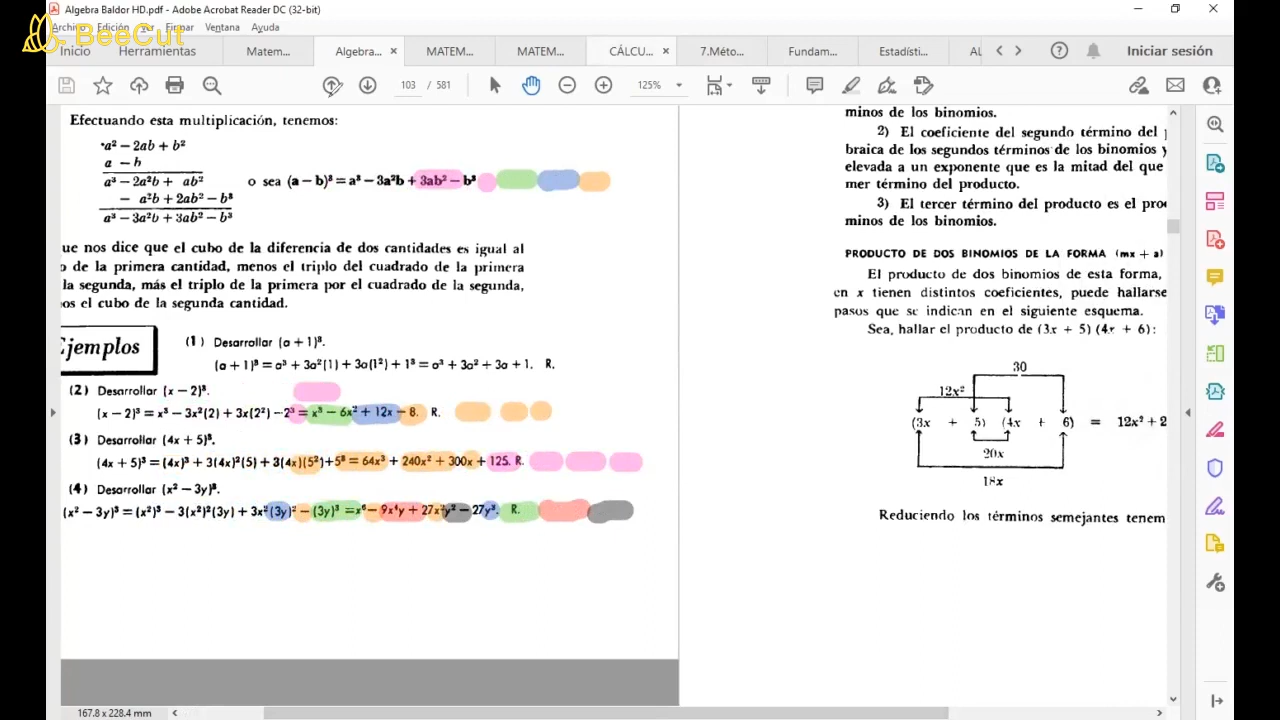 Algebra Baldor HD.pdf - Adobe Acrobat Reader DC (32-bit)
Archivo Edición Ver Firmar Ventana Ayuda
BeeCut
Inicio Herramientas Matem... Algebra... × MATEM... MATEM... CÁLCU... × 7.Méto... Fundam... Estadísti... AL Iniciar sesión
103 / 581 125%
Efectuando esta multiplicación, tenemos:
a² − 2ab + b²
a − b
a³ − 2a²b + ab²
− a²b + 2ab² − b³
a³ − 3a²b + 3ab² − b³
o sea (a − b)³ = a³ − 3a²b + 3ab² − b³
ue nos dice que el cubo de la diferencia de dos cantidades es igual al
o de la primera cantidad, menos el triplo del cuadrado de la primera
la segunda, más el triplo de la primera por el cuadrado de la segunda,
os el cubo de la segunda cantidad.
Ejemplos
(1) Desarrollar (a + 1)³.
(a + 1)³ = a³ + 3a²(1) + 3a(1²) + 1³ = a³ + 3a² + 3a + 1. R.
(2) Desarrollar (x − 2)³.
(x − 2)³ = x³ − 3x²(2) + 3x(2²) − 2³ = x³ − 6x² + 12x − 8. R.
(3) Desarrollar (4x + 5)³.
(4x + 5)³ = (4x)³ + 3(4x)²(5) + 3(4x)(5²) + 5³ = 64x³ + 240x² + 300x + 125. R.
(4) Desarrollar (x² − 3y)³.
(x² − 3y)³ = (x²)³ − 3(x²)²(3y) + 3x²(3y)² − (3y)³ = x⁶ − 9x⁴y + 27x²y² − 27y³. R.
minos de los binomios.
2) El coeficiente del segundo término del
braica de los segundos términos de los binomios y
elevada a un exponente que es la mitad del que
mer término del producto.
3) El tercer término del producto es el pro
minos de los binomios.
PRODUCTO DE DOS BINOMIOS DE LA FORMA (mx + a)
El producto de dos binomios de esta forma,
en x tienen distintos coeficientes, puede hallarse
pasos que se indican en el siguiente esquema.
Sea, hallar el producto de (3x + 5) (4x + 6):
30
12x²
(3x + 5) (4x + 6) = 12x² + 2
20x
18x
Reduciendo los términos semejantes tenem
167.8 x 228.4 mm